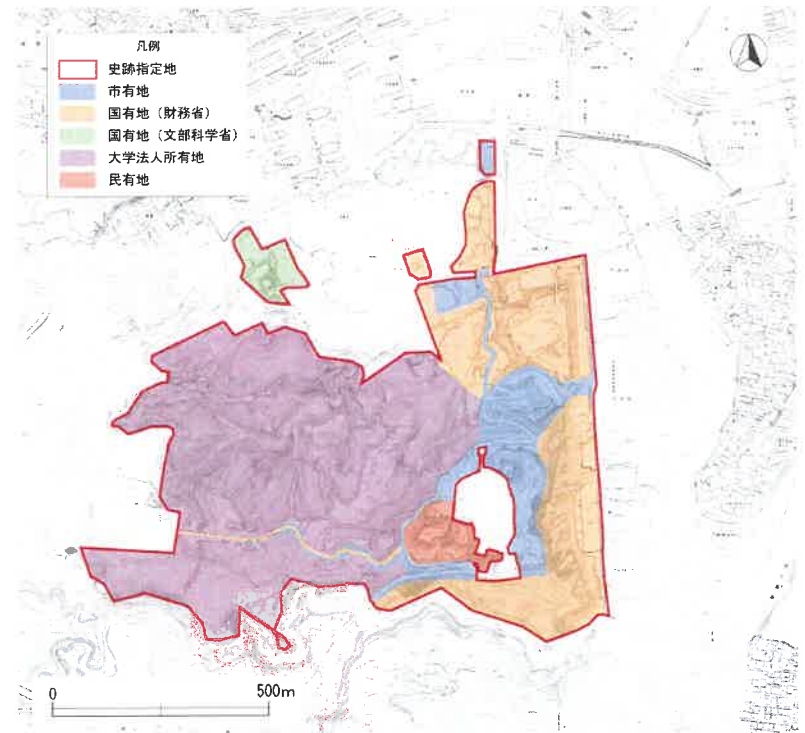 凡例
史跡指定地
市有地
国有地（財務省）
国有地（文部科学省）
大学法人所有地
民有地
0
500m